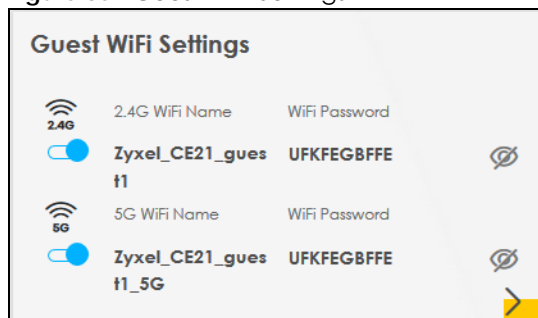 Guest WiFi Settings
2.4G
2.4G WiFi Name WiFi Password
Zyxel_CE21_gues UFKFEGBFFE
t1
5G
5G WiFi Name WiFi Password
Zyxel_CE21_gues UFKFEGBFFE
t1_5G